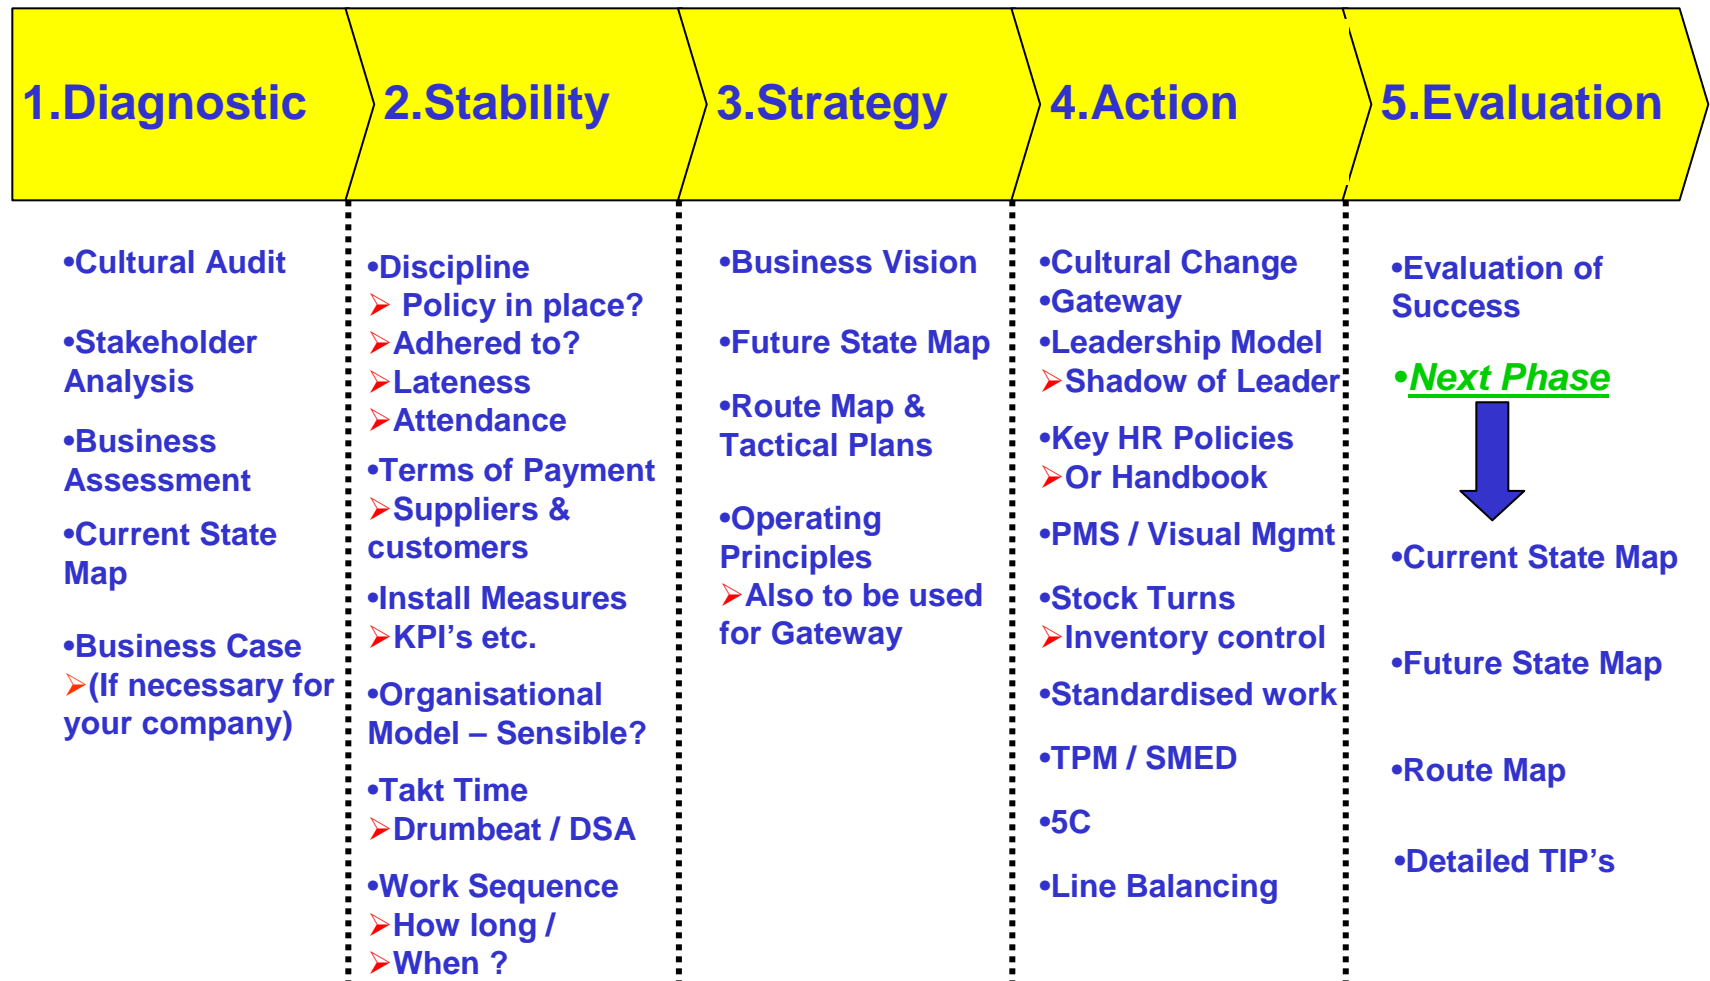 1.Diagnostic
2.Stability
3.Strategy
4.Action
5.Evaluation
•Cultural Audit
•Stakeholder
Analysis
•Business
Assessment
•Current State
Map
•Business Case
➢(If necessary for
your company)
•Discipline
➢ Policy in place?
➢Adhered to?
➢Lateness
➢Attendance
•Terms of Payment
➢Suppliers &
customers
•Install Measures
➢KPI's etc.
•Organisational
Model – Sensible?
•Takt Time
➢Drumbeat / DSA
•Work Sequence
➢How long /
➢When ?
•Business Vision
•Future State Map
•Route Map &
Tactical Plans
•Operating
Principles
➢Also to be used
for Gateway
•Cultural Change
•Gateway
•Leadership Model
➢Shadow of Leader
•Key HR Policies
➢Or Handbook
•PMS / Visual Mgmt
•Stock Turns
➢Inventory control
•Standardised work
•TPM / SMED
•5C
•Line Balancing
•Evaluation of
Success
•Next Phase
•Current State Map
•Future State Map
•Route Map
•Detailed TIP's